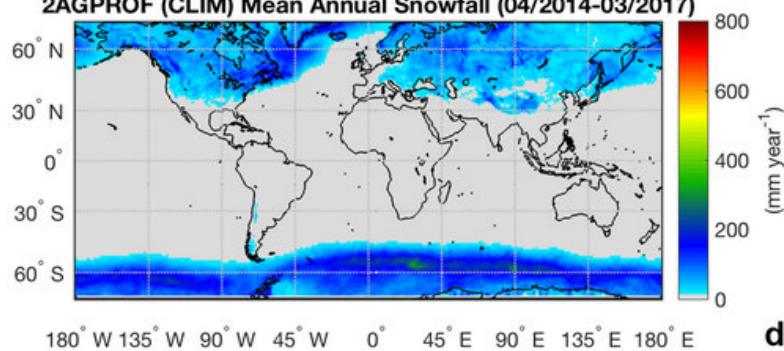 2AGPROF (CLIM) Mean Annual Snowfall (04/2014-03/2017)
800
60° N
600
30° N
0°
400
30° S
200
60° S
0
(mm year⁻¹)
180° W 135° W 90° W 45° W 0° 45° E 90° E 135° E 180° E
d